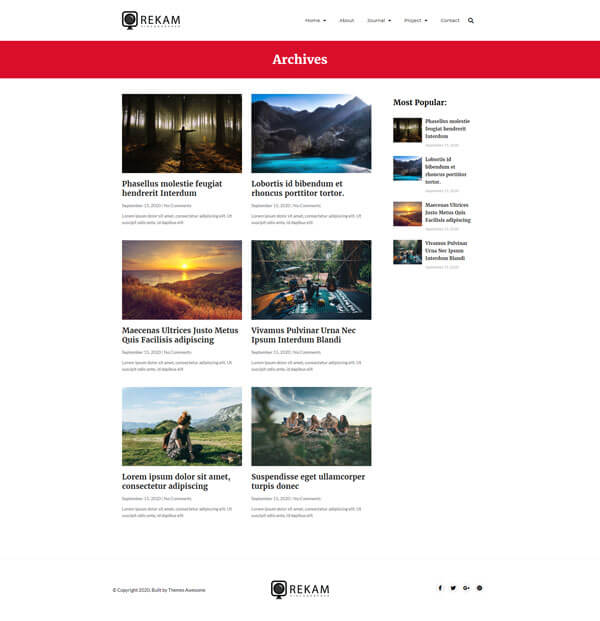 REKAM
VIDEOGRAPHER
Home About Journal Project Contact
Archives
Phasellus molestie feugiat
hendrerit Interdum
September 15, 2020 | No Comments
Lorem ipsum dolor sit amet, consectetur adipiscing elit. Ut
suscipit odio ante, id dapibus elit
Lobortis id bibendum et
rhoncus porttitor tortor.
September 15, 2020 | No Comments
Lorem ipsum dolor sit amet, consectetur adipiscing elit. Ut
suscipit odio ante, id dapibus elit
Maecenas Ultrices Justo Metus
Quis Facilisis adipiscing
September 15, 2020 | No Comments
Lorem ipsum dolor sit amet, consectetur adipiscing elit. Ut
suscipit odio ante, id dapibus elit
Vivamus Pulvinar Urna Nec
Ipsum Interdum Blandi
September 15, 2020 | No Comments
Lorem ipsum dolor sit amet, consectetur adipiscing elit. Ut
suscipit odio ante, id dapibus elit
Lorem ipsum dolor sit amet,
consectetur adipiscing
September 15, 2020 | No Comments
Lorem ipsum dolor sit amet, consectetur adipiscing elit. Ut
suscipit odio ante, id dapibus elit
Suspendisse eget ullamcorper
turpis donec
September 15, 2020 | No Comments
Lorem ipsum dolor sit amet, consectetur adipiscing elit. Ut
suscipit odio ante, id dapibus elit
Most Popular:
Phasellus molestie
feugiat hendrerit
Interdum
September 15, 2020
Lobortis id
bibendum et
rhoncus porttitor
tortor.
September 15, 2020
Maecenas Ultrices
Justo Metus Quis
Facilisis adipiscing
September 15, 2020
Vivamus Pulvinar
Urna Nec Ipsum
Interdum Blandi
September 15, 2020
© Copyright 2020. Built by Themes Awesome
REKAM
VIDEOGRAPHER